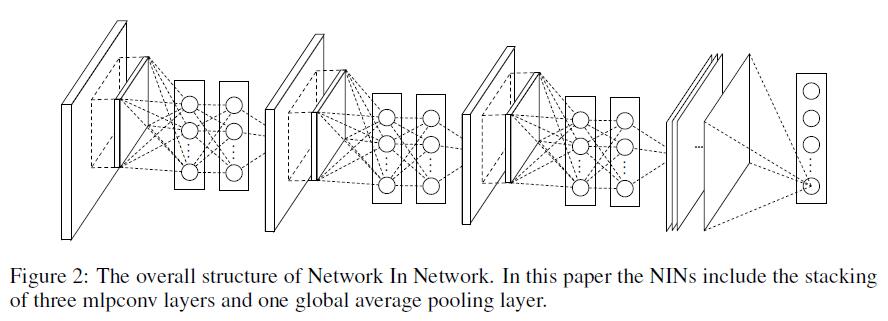 Figure 2: The overall structure of Network In Network. In this paper the NINs include the stacking
of three mlpconv layers and one global average pooling layer.